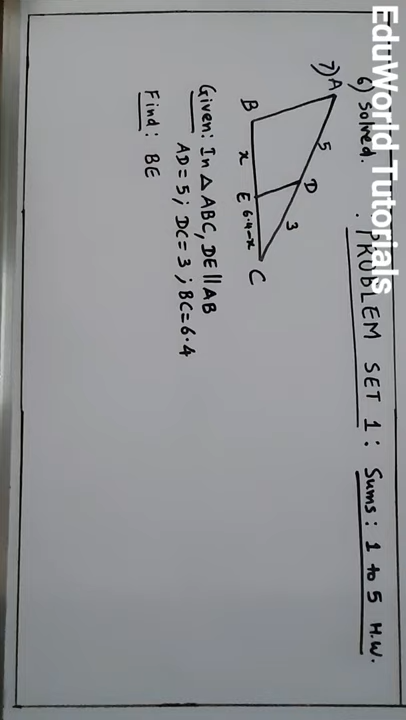 EduWorld Tutorials
PROBLEM SET 1: Sums: 1 to 5 H.W.
6) Solved.
7)
A
5
D
3
B
x
E
6.4-x
C
Given: In △ABC, DE || AB
AD = 5; DC = 3; BC = 6.4
Find: BE